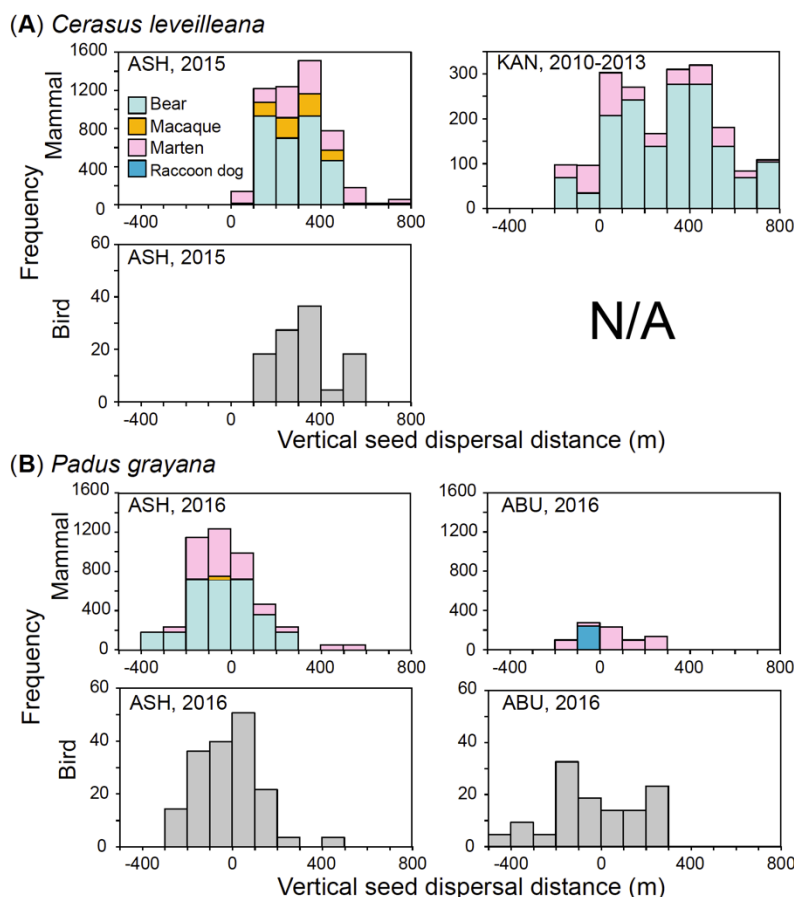 (A) Cerasus leveilleana
ASH, 2015
Bear
Macaque
Marten
Raccoon dog
Mammal
1600
1200
800
400
0
-400 0 400 800
KAN, 2010-2013
300
200
100
0
-400 0 400 800
Frequency
ASH, 2015
Bird
60
40
20
0
-400 0 400 800
N/A
Vertical seed dispersal distance (m)
(B) Padus grayana
ASH, 2016
Mammal
1600
1200
800
400
0
-400 0 400 800
ABU, 2016
1600
1200
800
400
0
-400 0 400 800
Frequency
ASH, 2016
Bird
60
40
20
0
-400 0 400 800
ABU, 2016
60
40
20
0
-400 0 400 800
Vertical seed dispersal distance (m)